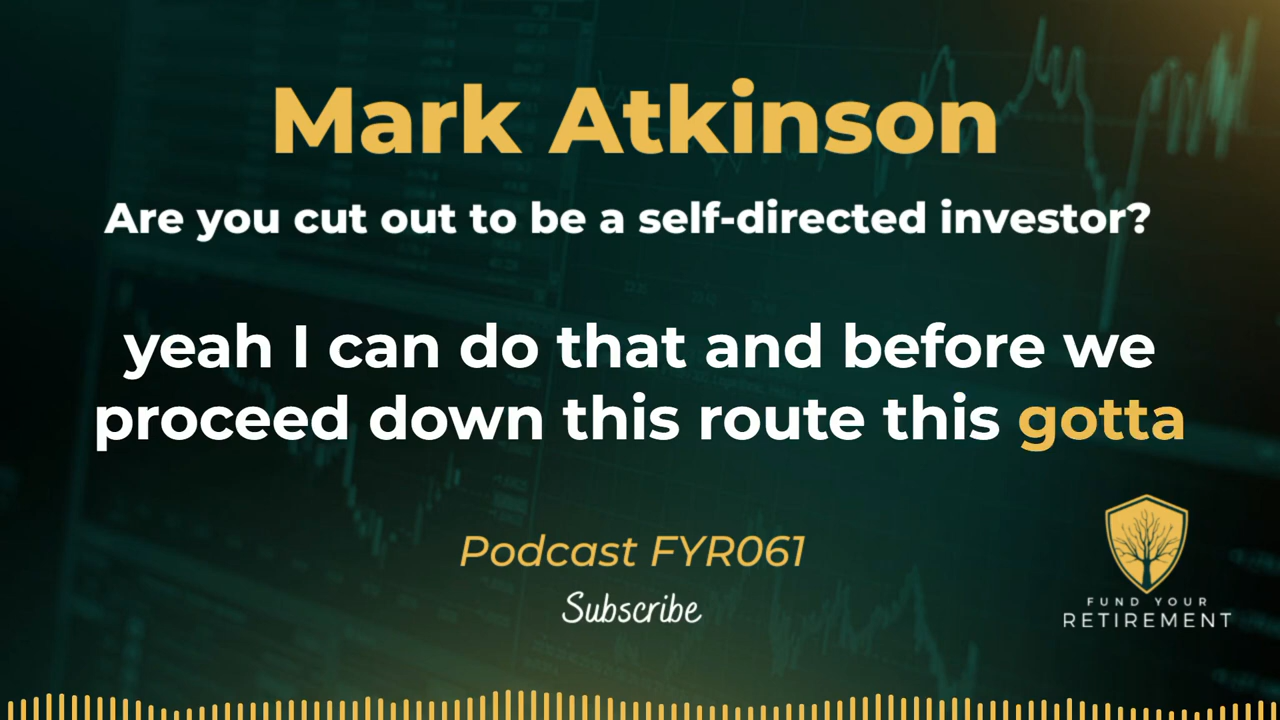 Mark Atkinson
Are you cut out to be a self-directed investor?
yeah I can do that and before we
proceed down this route this gotta
Podcast FYR061
Subscribe
FUND YOUR
RETIREMENT